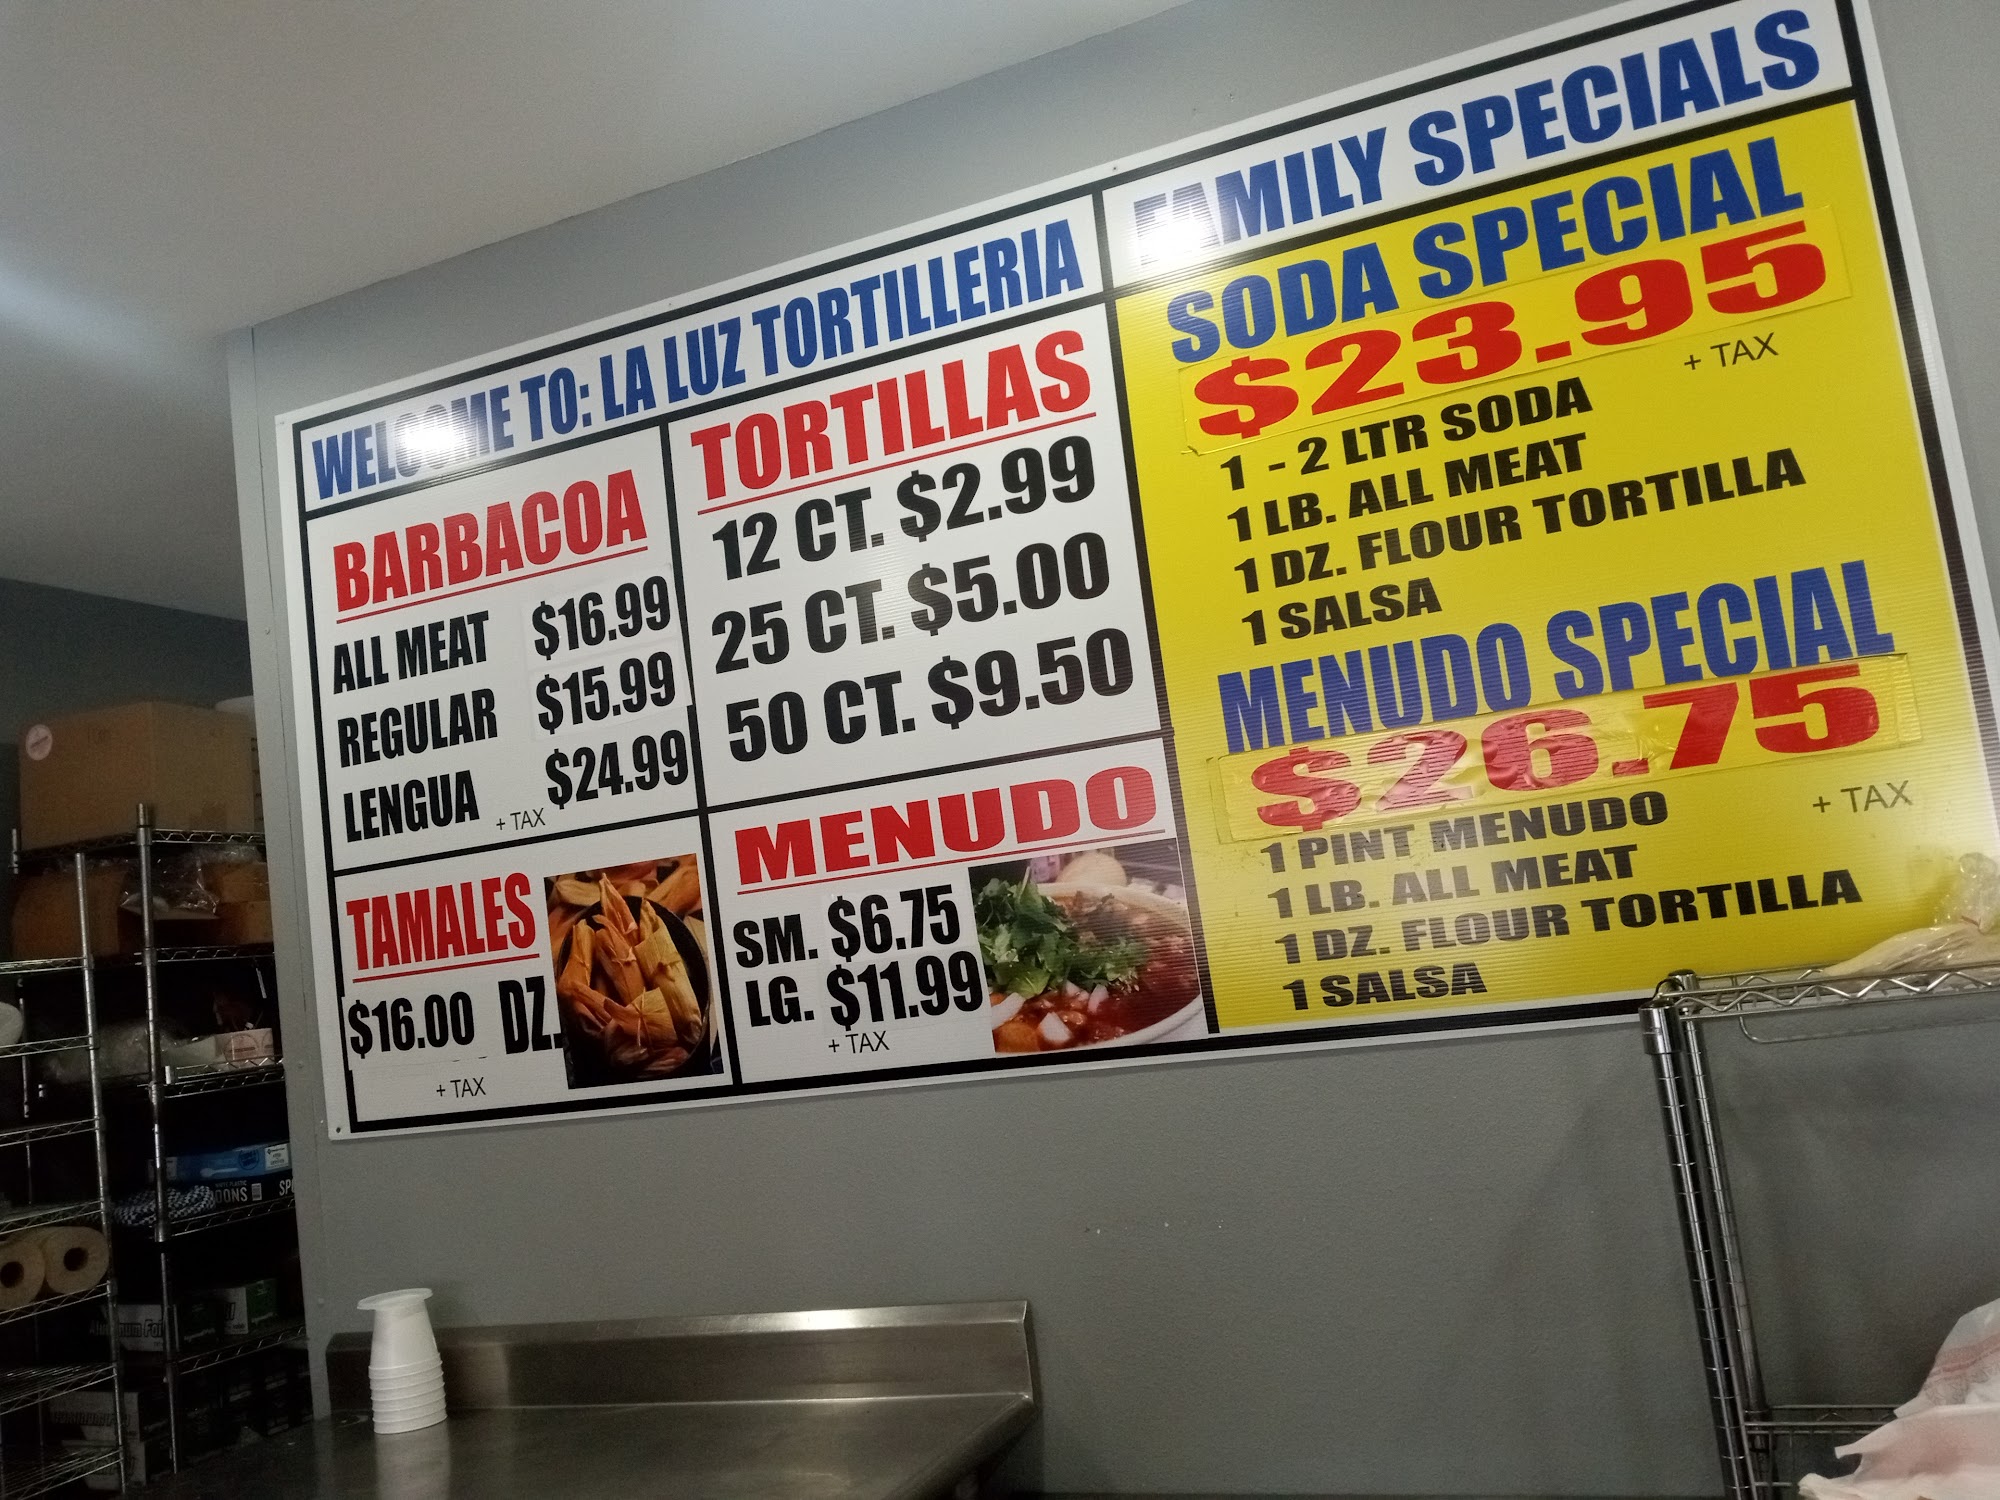 WELCOME TO: LA LUZ TORTILLERIA
BARBACOA
ALL MEAT $16.99
REGULAR $15.99
LENGUA $24.99
+ TAX
TAMALES
$16.00 DZ.
+ TAX
TORTILLAS
12 CT. $2.99
25 CT. $5.00
50 CT. $9.50
MENUDO
SM. $6.75
LG. $11.99
+ TAX
FAMILY SPECIALS
SODA SPECIAL
$23.95
+ TAX
1 - 2 LTR SODA
1 LB. ALL MEAT
1 DZ. FLOUR TORTILLA
1 SALSA
MENUDO SPECIAL
$26.75
+ TAX
1 PINT MENUDO
1 LB. ALL MEAT
1 DZ. FLOUR TORTILLA
1 SALSA